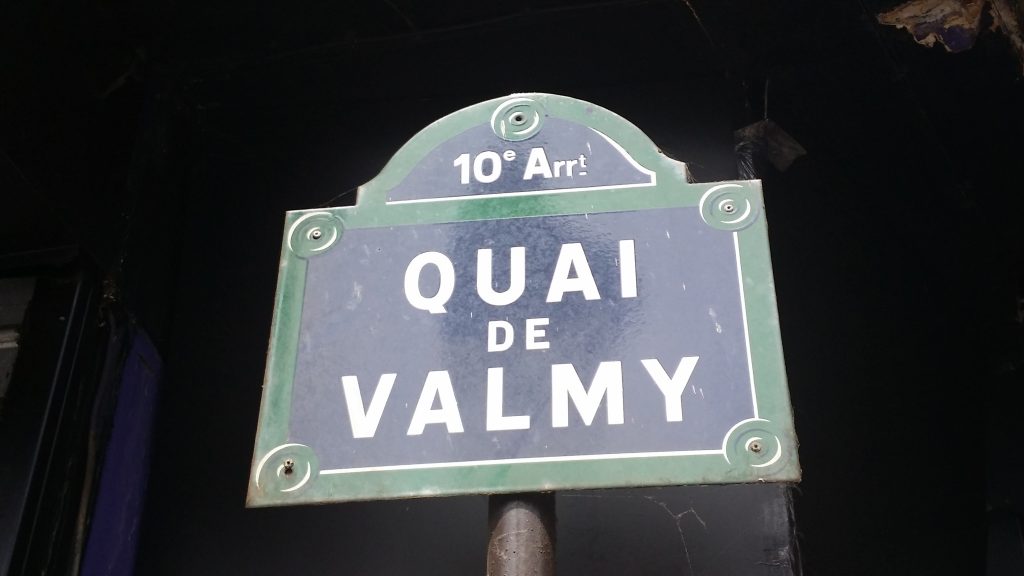 10e Arrt
QUAI
DE
VALMY